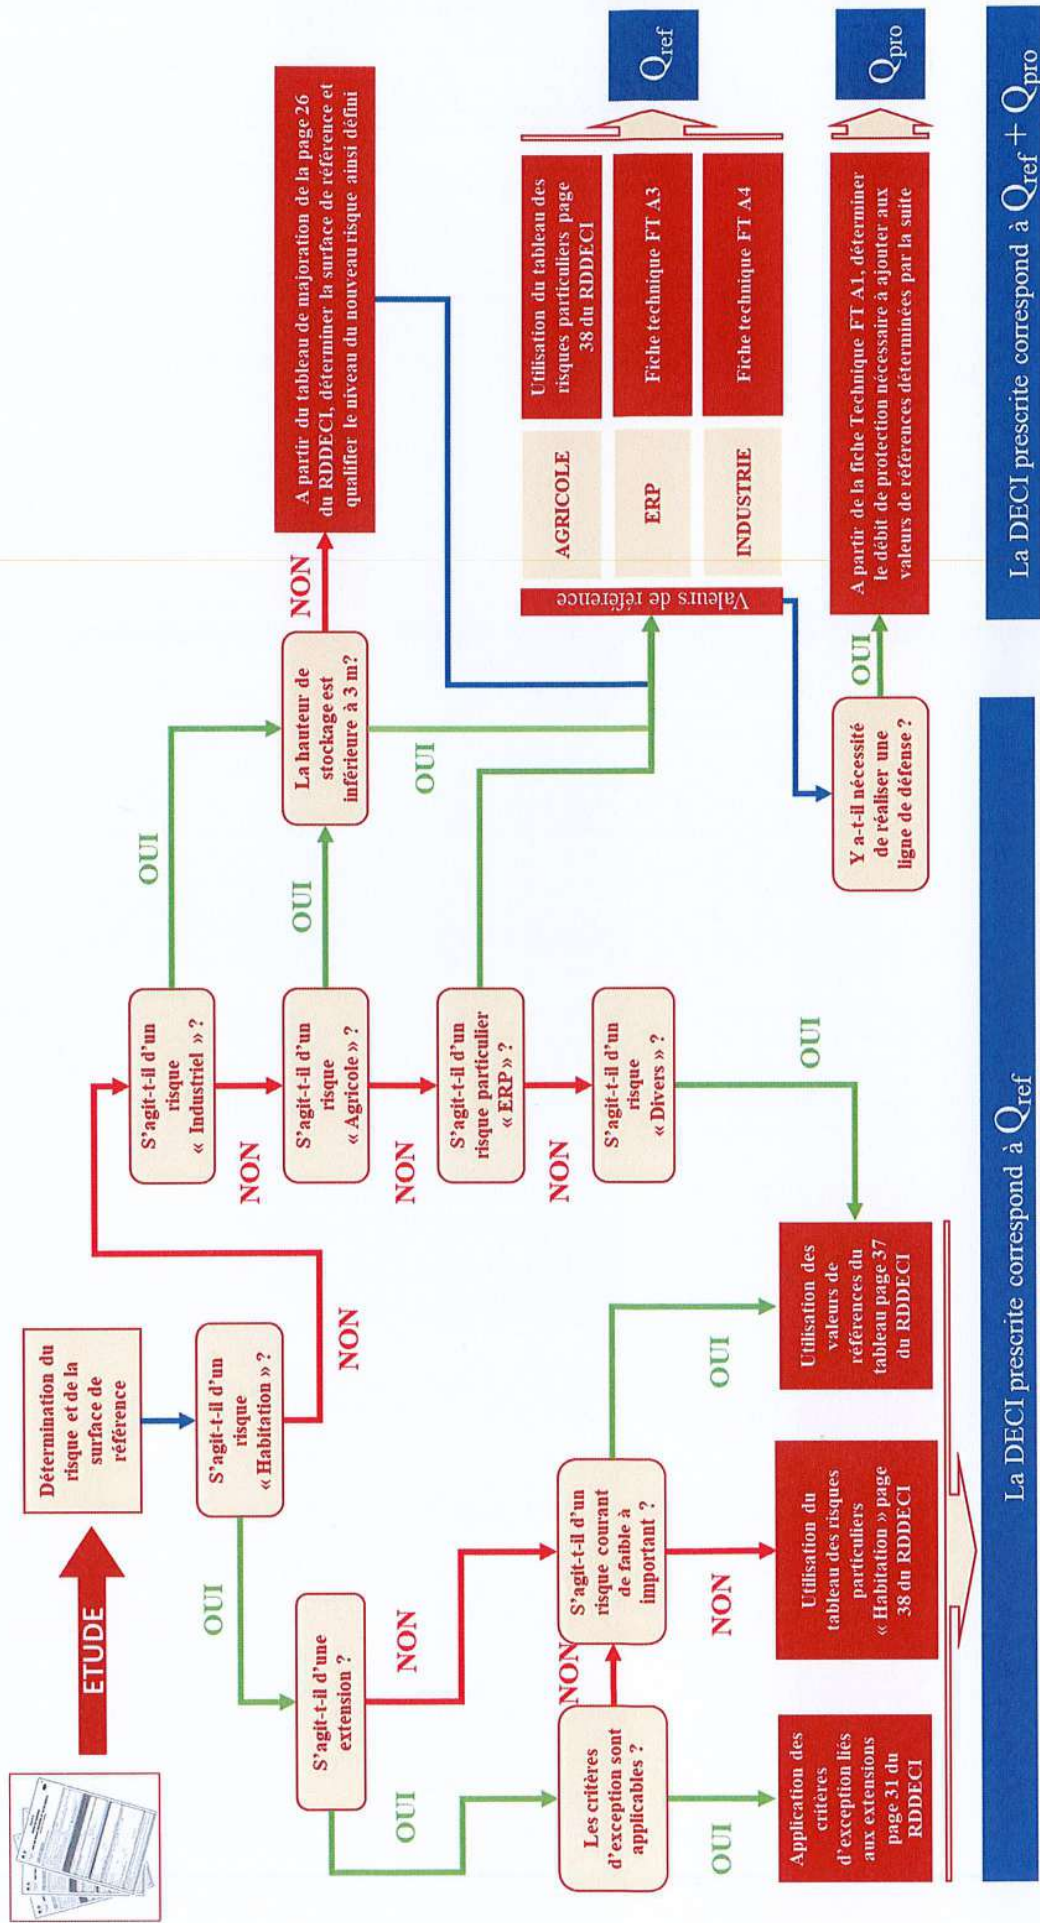 ETUDE
Détermination du
risque et de la
surface de
référence
S'agit-t-il d'un
risque
« Habitation » ?
OUI
NON
S'agit-t-il d'une
extension ?
OUI
NON
Les critères
d'exception sont
applicables ?
NON
OUI
S'agit-t-il d'un
risque courant
de faible à
important ?
NON
OUI
Application des
critères
d'exception liés
aux extensions
page 31 du
RDDECI
Utilisation du
tableau des risques
particuliers
« Habitation » page
38 du RDDECI
Utilisation des
valeurs de
références du
tableau page 37
du RDDECI
La DECI prescrite correspond à Qref
S'agit-t-il d'un
risque
« Industriel » ?
OUI
NON
S'agit-t-il d'un
risque
« Agricole » ?
OUI
NON
S'agit-t-il d'un
risque particulier
« ERP» ?
NON
S'agit-t-il d'un
risque
« Divers» ?
OUI
La hauteur de
stockage est
inférieure à 3 m?
NON
OUI
A partir du tableau de majoration de la page 26
du RDDECI, déterminer la surface de référence et
qualifier le niveau du nouveau risque ainsi défini
Valeurs de référence
AGRICOLE
Utilisation du tableau des
risques particuliers page
38 du RDDECI
ERP
Fiche technique FT A3
INDUSTRIE
Fiche technique FT A4
Qref
Y a-t-il nécessité
de réaliser une
ligne de défense ?
OUI
A partir de la fiche Technique FT A1, déterminer
le débit de protection nécessaire à ajouter aux
valeurs de références déterminées par la suite
Qpro
La DECI prescrite correspond à Qref + Qpro